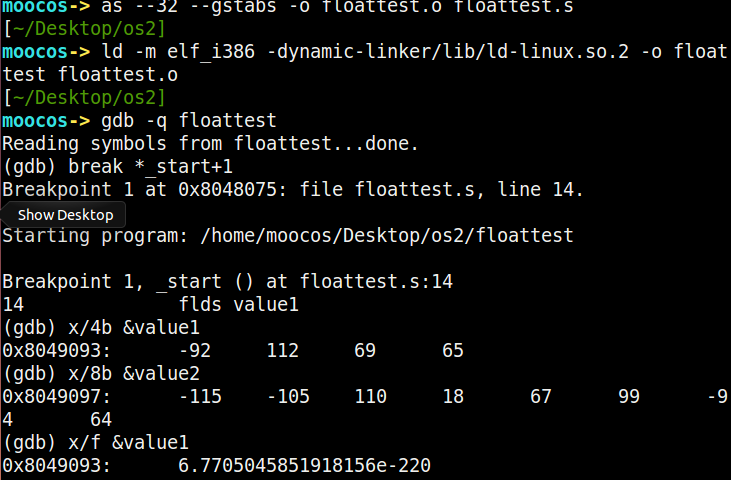 moocos-> as --32 --gstabs -o floattest.o floattest.s
[~/Desktop/os2]
moocos-> ld -m elf_i386 -dynamic-linker/lib/ld-linux.so.2 -o float
test floattest.o
[~/Desktop/os2]
moocos-> gdb -q floattest
Reading symbols from floattest...done.
(gdb) break *_start+1
Breakpoint 1 at 0x8048075: file floattest.s, line 14.
Show Desktop
Starting program: /home/moocos/Desktop/os2/floattest
Breakpoint 1, _start () at floattest.s:14
14 flds value1
(gdb) x/4b &value1
0x8049093: -92 112 69 65
(gdb) x/8b &value2
0x8049097: -115 -105 110 18 67 99 -9
4 64
(gdb) x/f &value1
0x8049093: 6.7705045851918156e-220